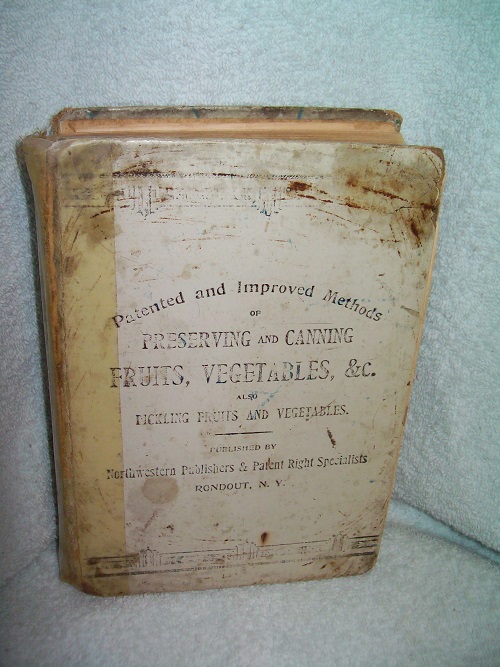 Patented and Improved Methods
OF
PRESERVING AND CANNING
FRUITS, VEGETABLES, &C.
ALSO
PICKLING FRUITS AND VEGETABLES.
PUBLISHED BY
Northwestern Publishers & Patent Right Specialists
RONDOUT, N. Y.